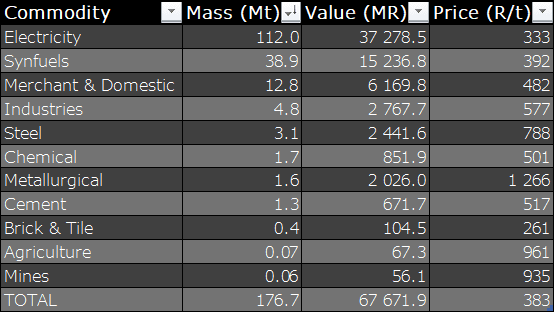 Commodity Mass (Mt) Value (MR) Price (R/t)
Electricity 112.0 37 278.5 333
Synfuels 38.9 15 236.8 392
Merchant & Domestic 12.8 6 169.8 482
Industries 4.8 2 767.7 577
Steel 3.1 2 441.6 788
Chemical 1.7 851.9 501
Metallurgical 1.6 2 026.0 1 266
Cement 1.3 671.7 517
Brick & Tile 0.4 104.5 261
Agriculture 0.07 67.3 961
Mines 0.06 56.1 935
TOTAL 176.7 67 671.9 383